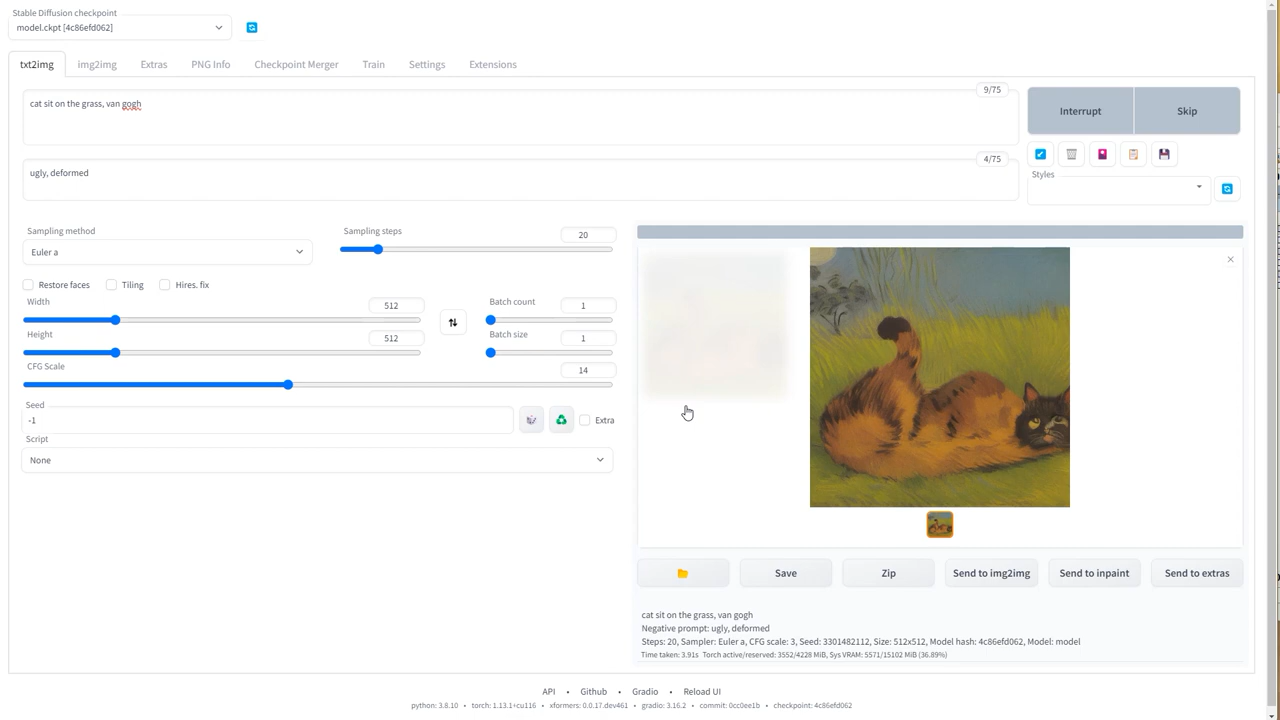 Stable Diffusion checkpoint
model.ckpt [4c86efd062]
txt2img img2img Extras PNG Info Checkpoint Merger Train Settings Extensions
cat sit on the grass, van gogh
9/75
Interrupt Skip
ugly, deformed
4/75
Styles
Sampling method
Euler a
Sampling steps
20
Restore faces Tiling Hires. fix
Width
512
Height
512
Batch count
1
Batch size
1
CFG Scale
14
Seed
-1
Extra
Script
None
Save Zip Send to img2img Send to inpaint Send to extras
cat sit on the grass, van gogh
Negative prompt: ugly, deformed
Steps: 20, Sampler: Euler a, CFG scale: 3, Seed: 3301482112, Size: 512x512, Model hash: 4c86efd062, Model: model
Time taken: 3.91s Torch active/reserved: 3552/4228 MiB, Sys VRAM: 5571/15102 MiB (36.89%)
API • Github • Gradio • Reload UI
python: 3.8.10 • torch: 1.13.1+cu116 • xformers: 0.0.17.dev461 • gradio: 3.16.2 • commit: 0cc0ee1b • checkpoint: 4c86efd062